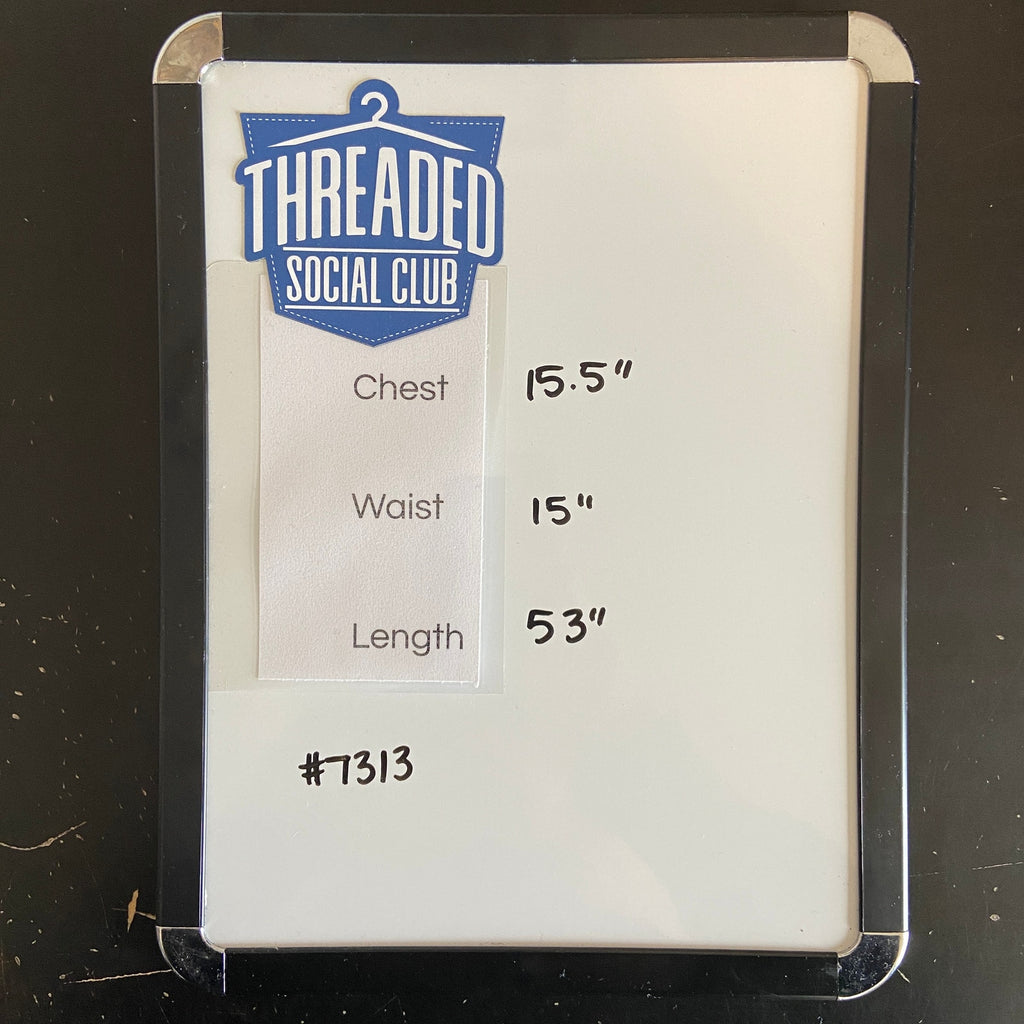 THREADED
SOCIAL CLUB
Chest 15.5"
Waist 15"
Length 53"
#7313